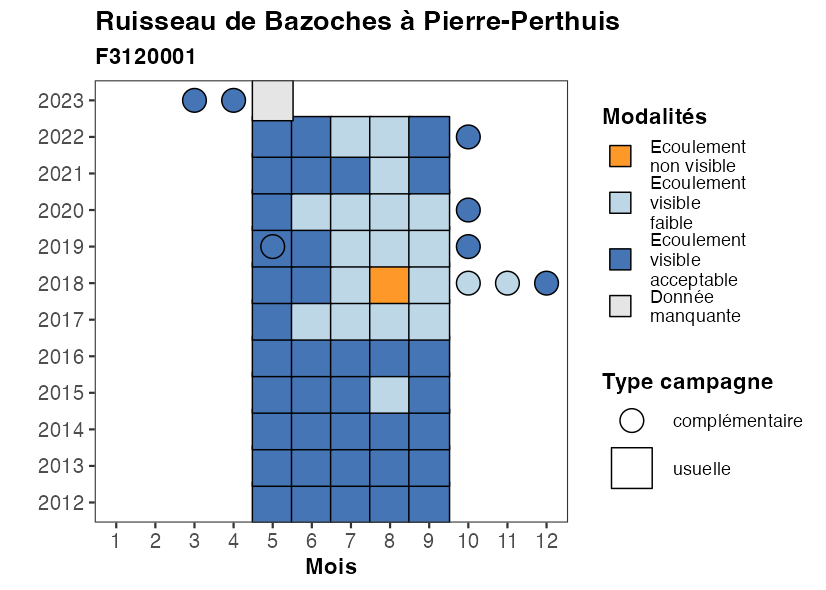 Ruisseau de Bazoches à Pierre-Perthuis
F3120001
2023
2022
2021
2020
2019
2018
2017
2016
2015
2014
2013
2012
1 2 3 4 5 6 7 8 9 10 11 12
Mois
Modalités
Ecoulement
non visible
Ecoulement
visible
faible
Ecoulement
visible
acceptable
Donnée
manquante
Type campagne
complémentaire
usuelle